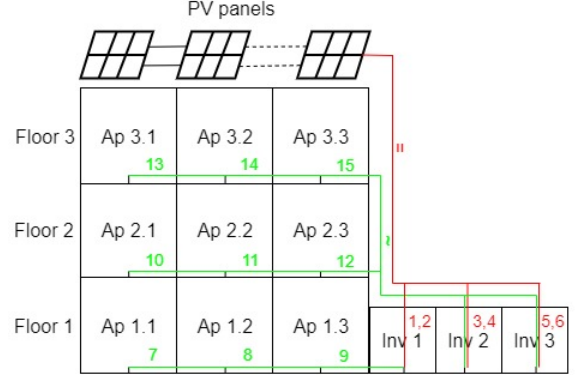 PV panels
Floor 3
Ap 3.1
Ap 3.2
Ap 3.3
13
14
15
=
Floor 2
Ap 2.1
Ap 2.2
Ap 2.3
10
11
12
~
Floor 1
Ap 1.1
Ap 1.2
Ap 1.3
7
8
9
1,2
3,4
5,6
Inv 1
Inv 2
Inv 3